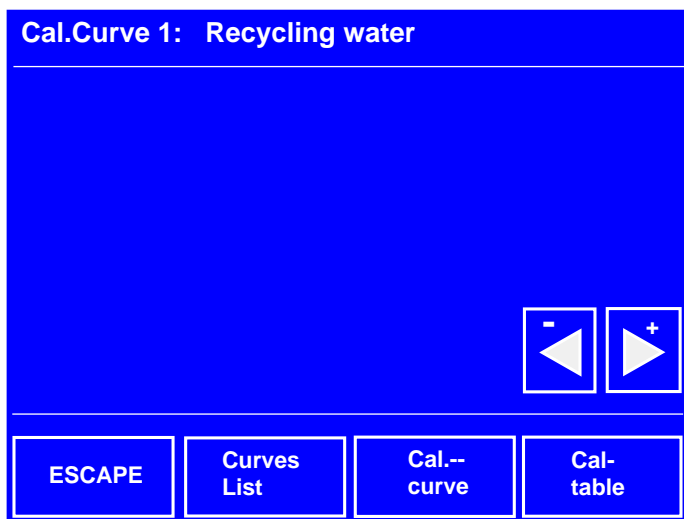 Cal.Curve 1: Recycling water
- +
ESCAPE
Curves
List
Cal.--
curve
Cal-
table